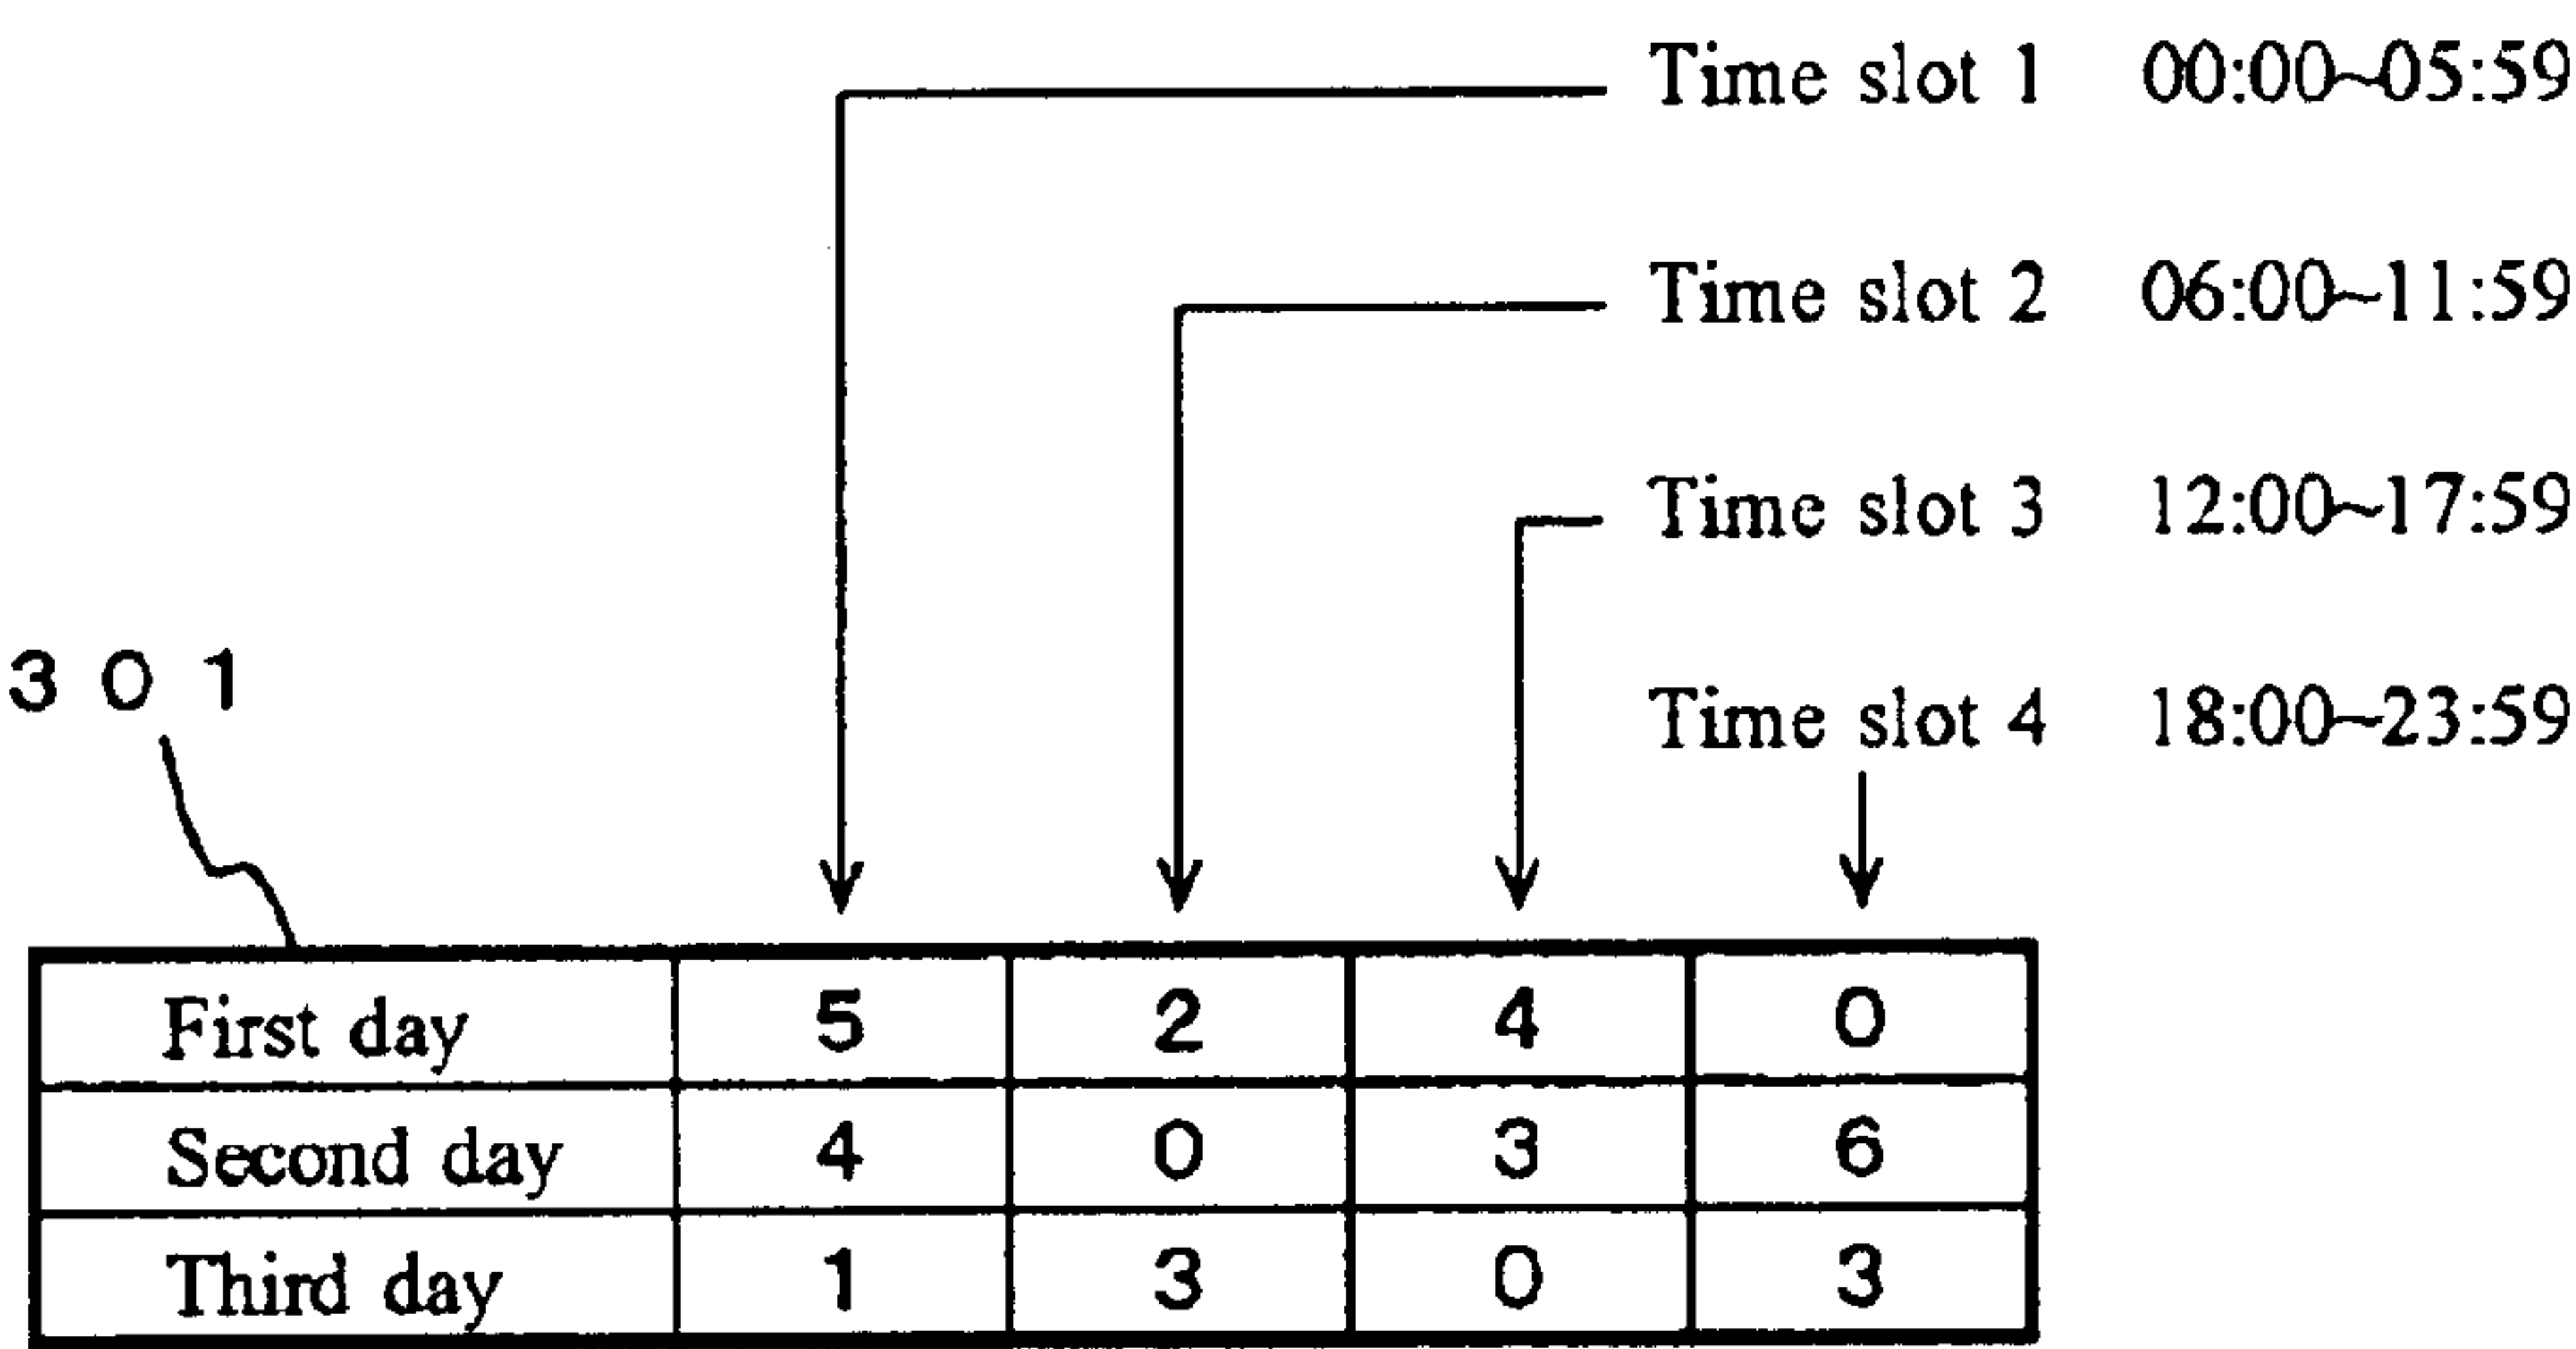 Time slot 1 00:00~05:59
Time slot 2 06:00~11:59
Time slot 3 12:00~17:59
301
Time slot 4 18:00~23:59
First day 5 2 4 0
Second day 4 0 3 6
Third day 1 3 0 3